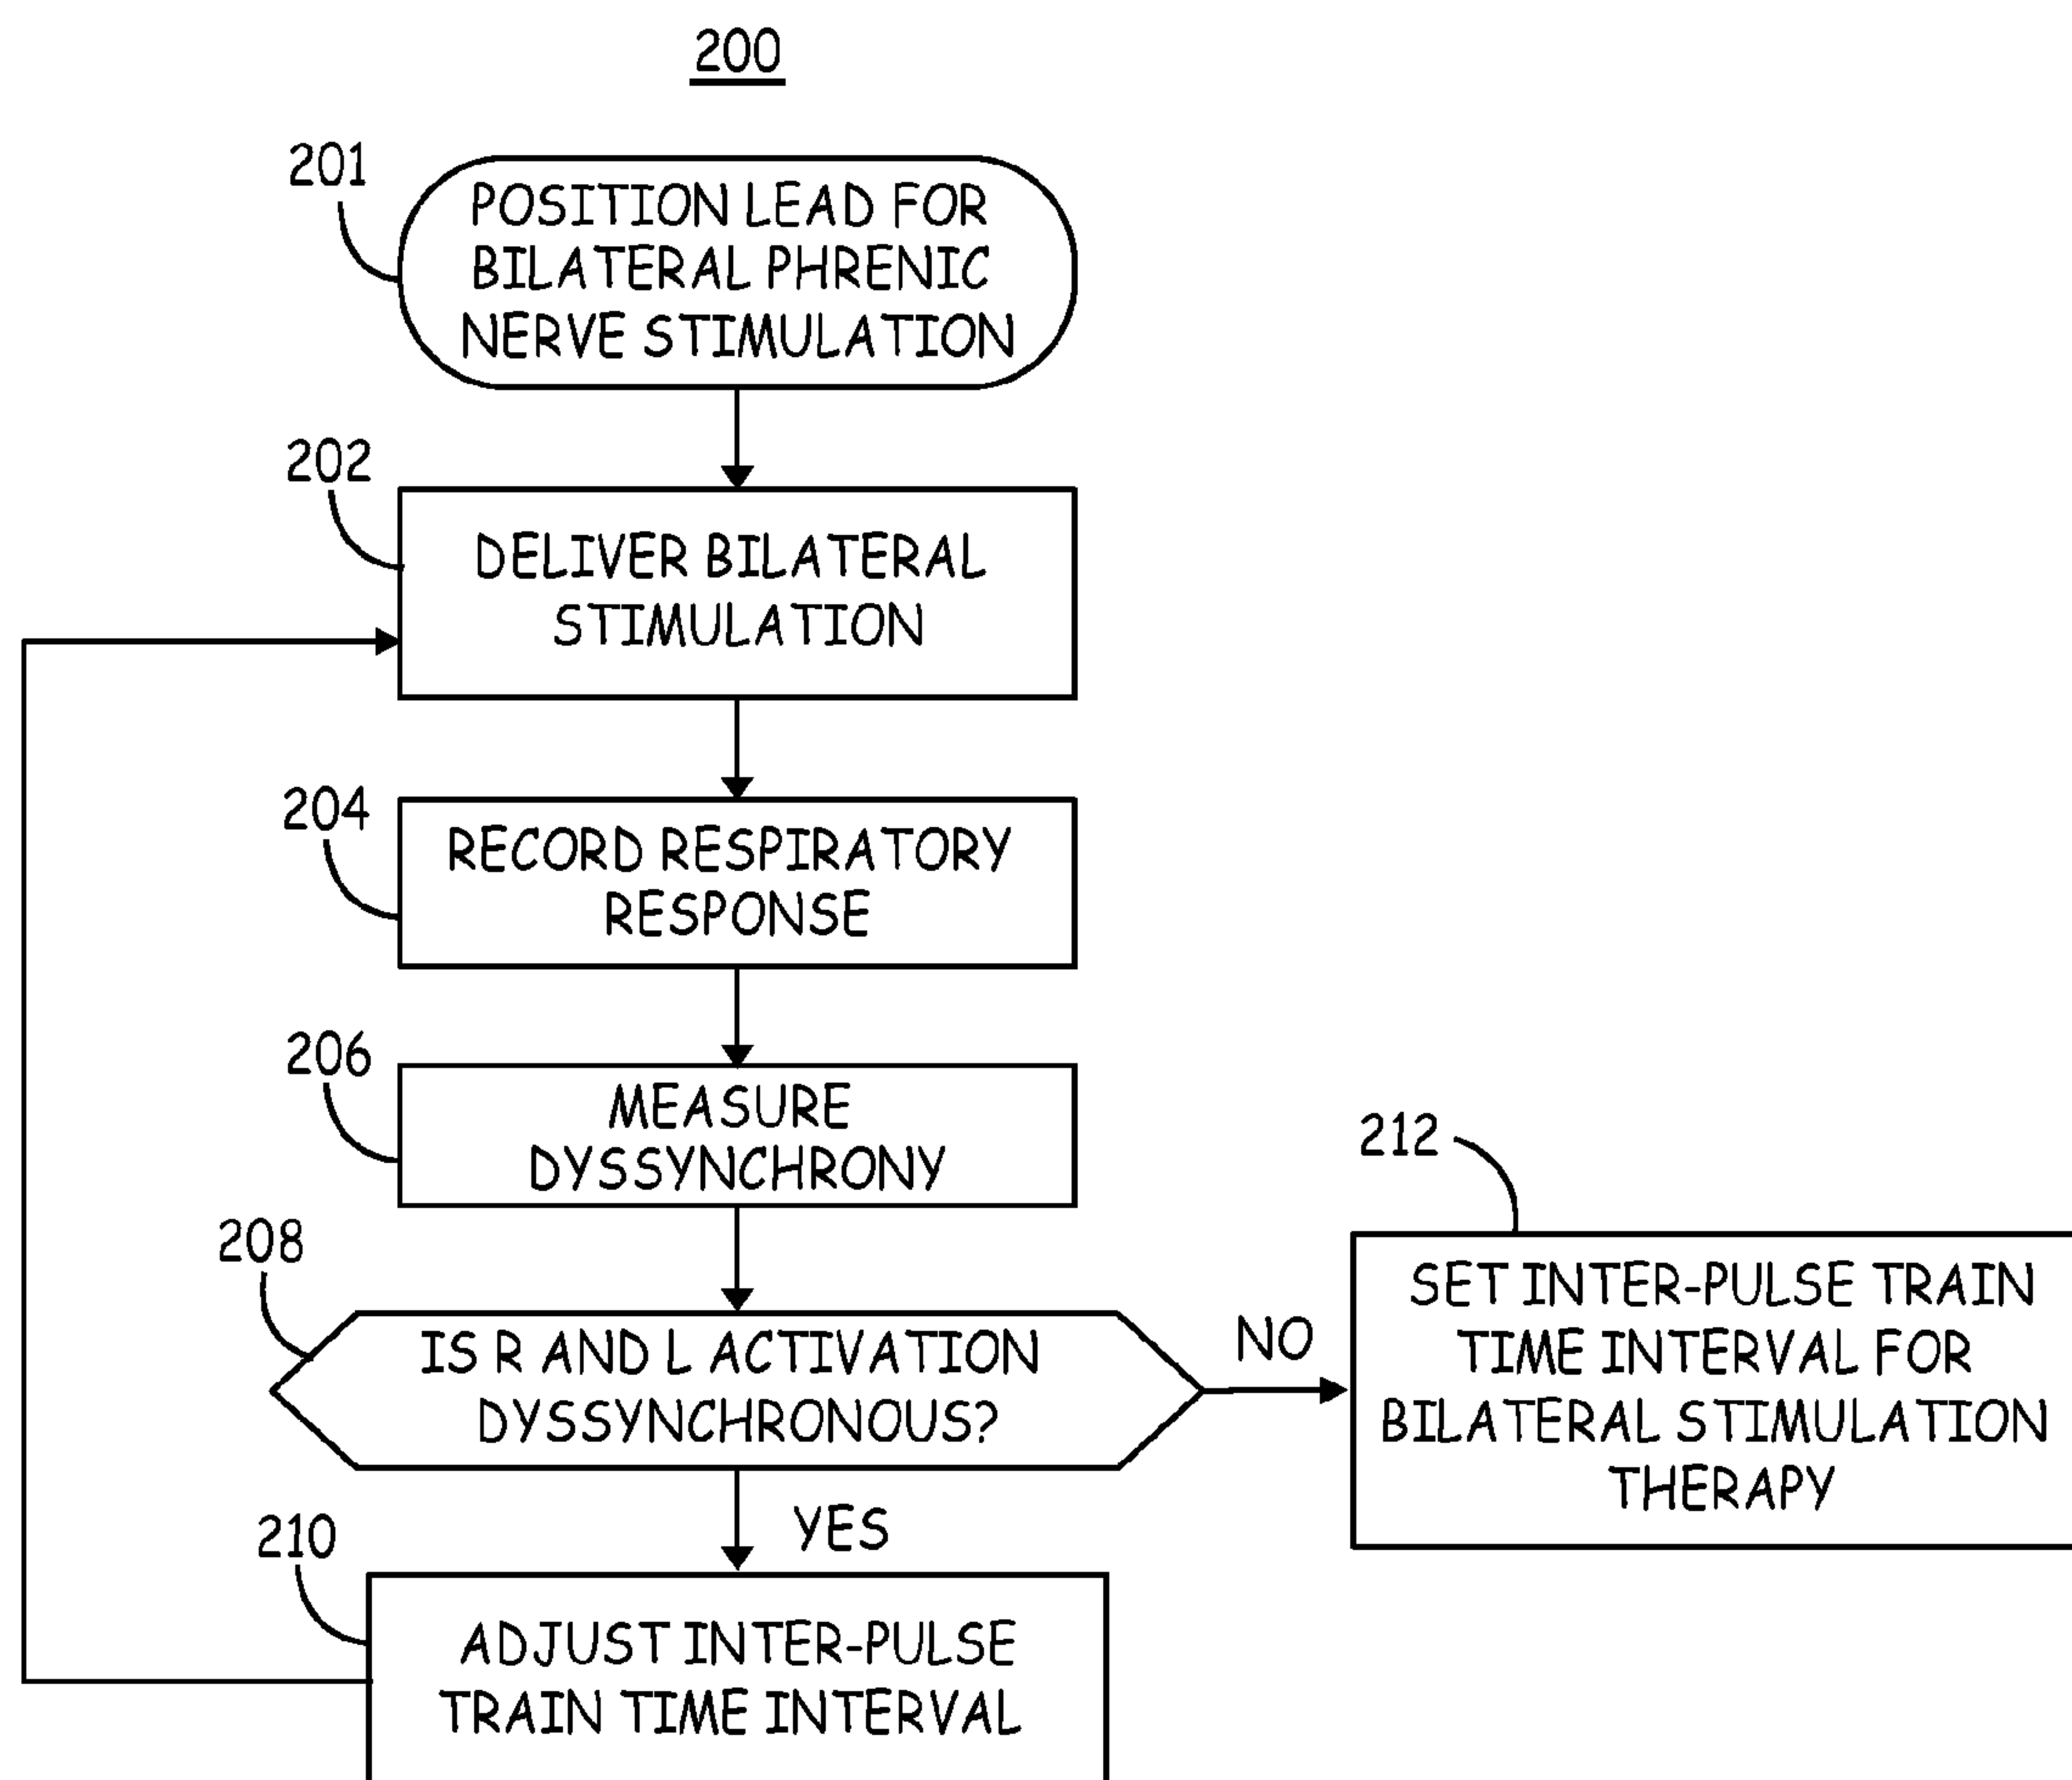 200
201
POSITION LEAD FOR
BILATERAL PHRENIC
NERVE STIMULATION
202
DELIVER BILATERAL
STIMULATION
204
RECORD RESPIRATORY
RESPONSE
206
MEASURE
DYSSYNCHRONY
208
IS R AND L ACTIVATION
DYSSYNCHRONOUS?
NO
212
SET INTER-PULSE TRAIN
TIME INTERVAL FOR
BILATERAL STIMULATION
THERAPY
YES
210
ADJUST INTER-PULSE
TRAIN TIME INTERVAL